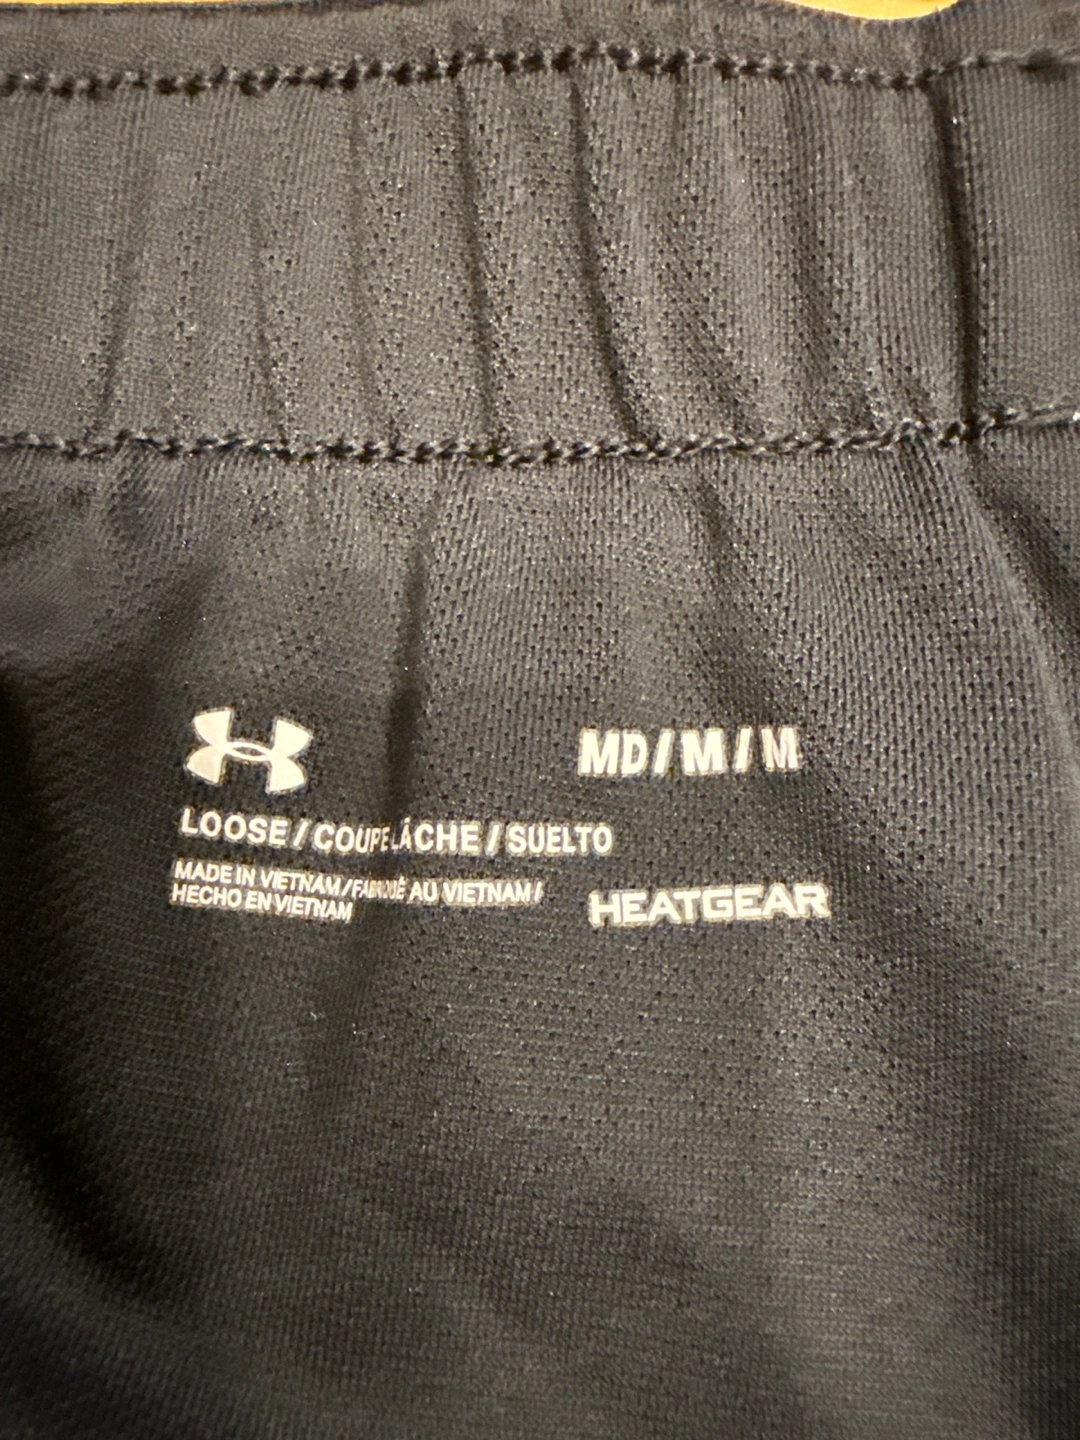 MD/M/M
LOOSE/COUPE LÂCHE/SUELTO
MADE IN VIETNAM/FABRIQUÉ AU VIETNAM/
HECHO EN VIETNAM
HEATGEAR